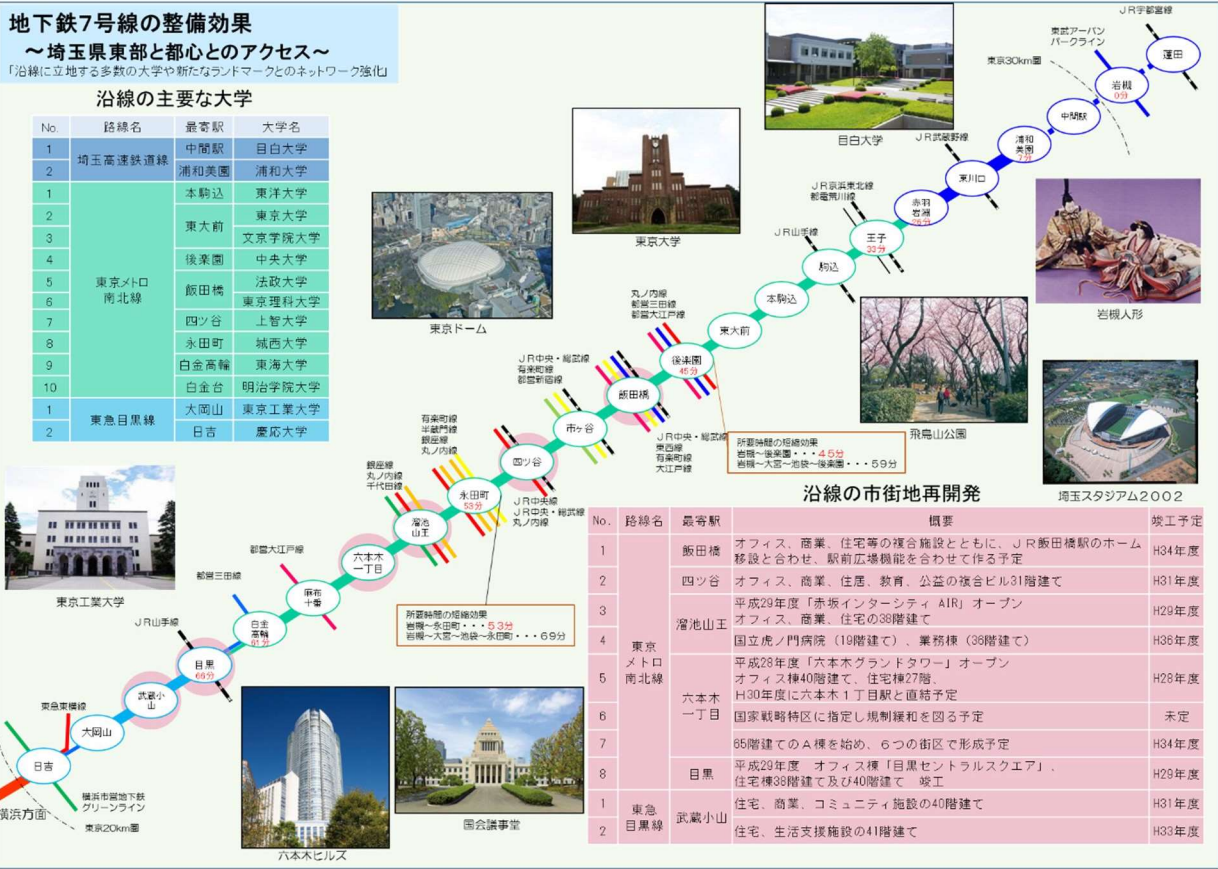 地下鉄7号線の整備効果
～埼玉県東部と都心とのアクセス～
「沿線に立地する多数の大学や新たなランドマークとのネットワーク強化」
沿線の主要な大学
No. 路線名 最寄駅 大学名
1 埼玉高速鉄道線 中間駅 目白大学
2 浦和美園 浦和大学
1 東京メトロ南北線 本駒込 東洋大学
2 東大前 東京大学
3 文京学院大学
4 後楽園 中央大学
5 飯田橋 法政大学
6 東京理科大学
7 四ツ谷 上智大学
8 永田町 城西大学
9 白金高輪 東海大学
10 白金台 明治学院大学
1 東急目黒線 大岡山 東京工業大学
2 日吉 慶応大学
JR宇都宮線
蓮田
東武アーバン
パークライン
東京30km圏
岩槻
0分
中間駅
浦和
美園
7分
JR武蔵野線
東川口
赤羽
岩淵
JR京浜東北線
都電荒川線
王子
33分
JR山手線
駒込
本駒込
東大前
丸ノ内線
都営三田線
都営大江戸線
後楽園
45分
JR中央・総武線
有楽町線
都営新宿線
飯田橋
JR中央・総武線
東西線
有楽町線
大江戸線
市ヶ谷
有楽町線
半蔵門線
銀座線
丸ノ内線
四ツ谷
JR中央線
JR中央・総武線
丸ノ内線
永田町
53分
銀座線
丸ノ内線
千代田線
溜池
山王
六本木
一丁目
都営大江戸線
麻布
十番
都営三田線
白金
高輪
61分
JR山手線
目黒
66分
武蔵小
山
東急東横線
大岡山
日吉
横浜市営地下鉄
グリーンライン
横浜方面
東京20km圏
目白大学
東京大学
東京ドーム
岩槻人形
飛鳥山公園
埼玉スタジアム2002
東京工業大学
六本木ヒルズ
国会議事堂
所要時間の短縮効果
岩槻～後楽園・・・45分
岩槻～大宮～池袋～後楽園・・・59分
所要時間の短縮効果
岩槻～永田町・・・53分
岩槻～大宮～池袋～永田町・・・69分
沿線の市街地再開発
No. 路線名 最寄駅 概要 竣工予定
1 東京メトロ南北線 飯田橋 オフィス、商業、住宅等の複合施設とともに、JR飯田橋駅のホーム
移設と合わせ、駅前広場機能を合わせて作る予定 H34年度
2 四ツ谷 オフィス、商業、住居、教育、公益の複合ビル31階建て H31年度
3 溜池山王 平成29年度「赤坂インターシティ AIR」オープン
オフィス、商業、住宅の38階建て H29年度
4 国立虎ノ門病院（19階建て）、業務棟（36階建て） H36年度
5 六本木一丁目 平成28年度「六本木グランドタワー」オープン
オフィス棟40階建て、住宅棟27階、
H30年度に六本木1丁目駅と直結予定 H28年度
6 国家戦略特区に指定し規制緩和を図る予定 未定
7 65階建てのA棟を始め、6つの街区で形成予定 H34年度
8 目黒 平成29年度 オフィス棟「目黒セントラルスクエア」、
住宅棟38階建て及び40階建て 竣工 H29年度
1 東急目黒線 武蔵小山 住宅、商業、コミュニティ施設の40階建て H31年度
2 住宅、生活支援施設の41階建て H33年度